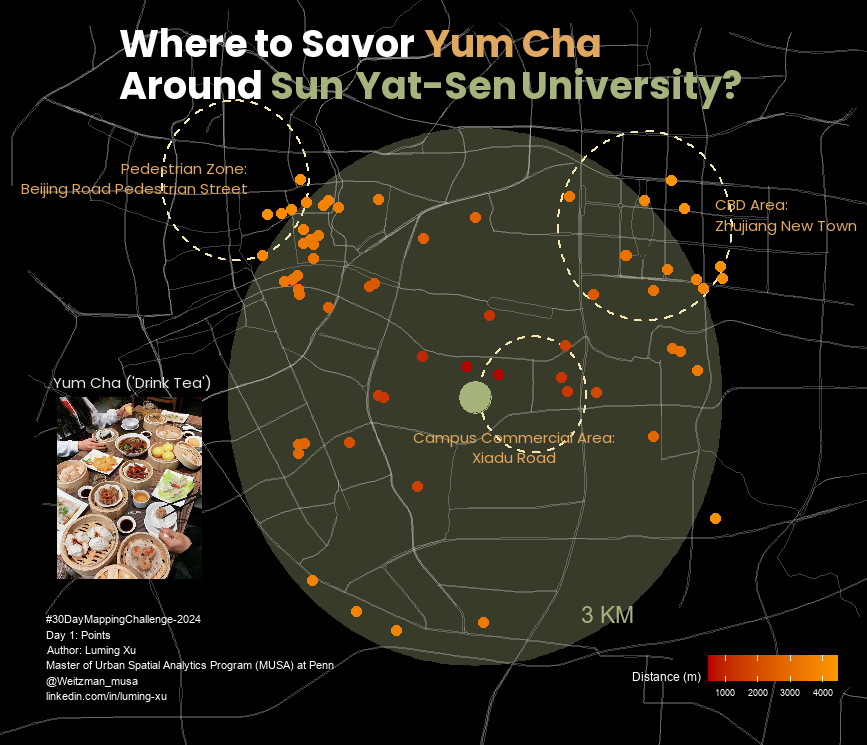 Where to Savor Yum Cha
Around Sun Yat-Sen University?
Pedestrian Zone:
Beijing Road Pedestrian Street
CBD Area:
Zhujiang New Town
Yum Cha ('Drink Tea')
Campus Commercial Area:
Xiadu Road
3 KM
#30DayMappingChallenge-2024
Day 1: Points
Author: Luming Xu
Master of Urban Spatial Analytics Program (MUSA) at Penn
@Weitzman_musa
linkedin.com/in/luming-xu
Distance (m)
1000 2000 3000 4000